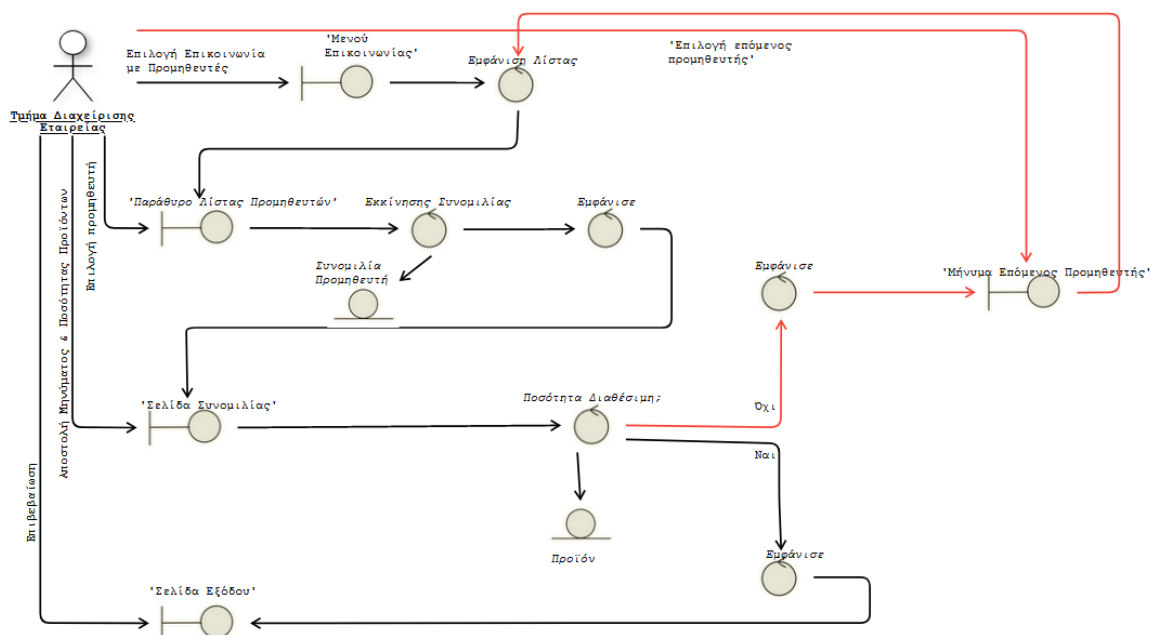 Επιλογή Επικοινωνία
με Προμηθευτές
'Μενού
Επικοινωνίας'
Εμφάνιση Λίστας
'Επιλογή επόμενος
προμηθευτής'
Τμήμα Διαχείρισης
Εταιρείας
Επιλογή προμηθευτή
Αποστολή Μηνύματος & Ποσότητας Προϊόντων
Επιβεβαίωση
'Παράθυρο Λίστας Προμηθευτών'
Εκκίνησης Συνομιλίας
Εμφάνισε
Συνομιλία
Προμηθευτή
Εμφάνισε
'Μήνυμα Επόμενος Προμηθευτής'
'Σελίδα Συνομιλίας'
Ποσότητα Διαθέσιμη;
Όχι
Ναι
Προϊόν
Εμφάνισε
'Σελίδα Εξόδου'